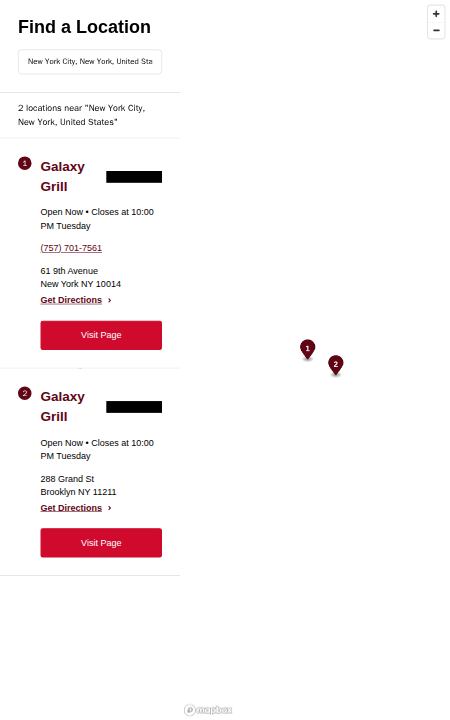 Find a Location
New York City, New York, United Sta
2 locations near "New York City,
New York, United States"
1
Galaxy
Grill
Open Now • Closes at 10:00
PM Tuesday
(757) 701-7561
61 9th Avenue
New York NY 10014
Get Directions ›
Visit Page
2
Galaxy
Grill
Open Now • Closes at 10:00
PM Tuesday
288 Grand St
Brooklyn NY 11211
Get Directions ›
Visit Page
+
−
1
2
mapbox